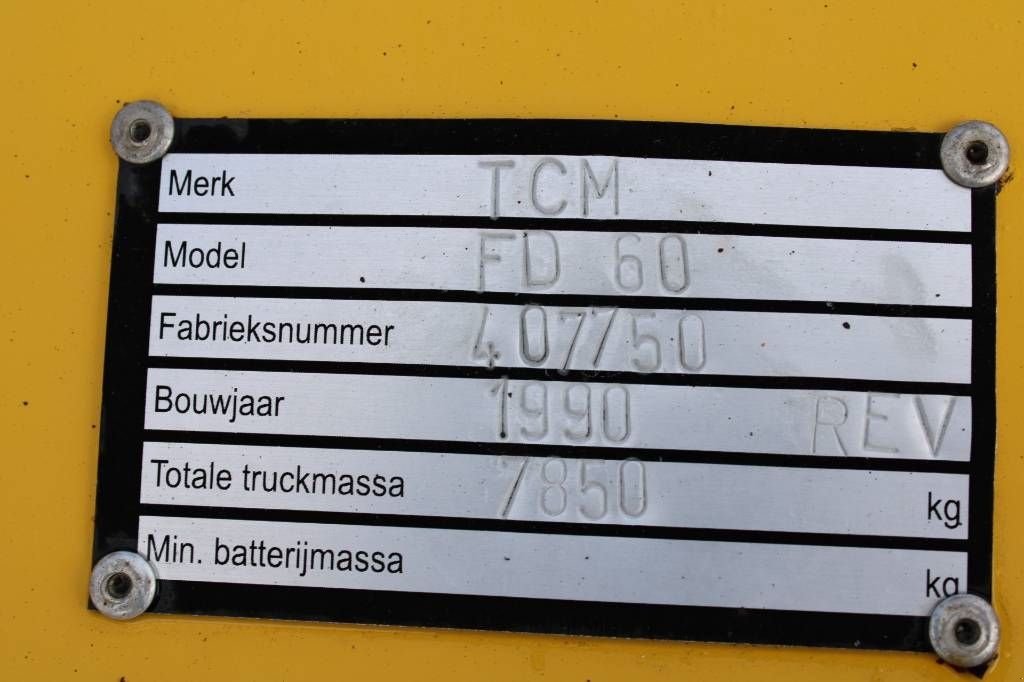 Merk TCM
Model FD 60
Fabrieksnummer 407750
Bouwjaar 1990 REV
Totale truckmassa 7850 kg
Min. batterijmassa kg